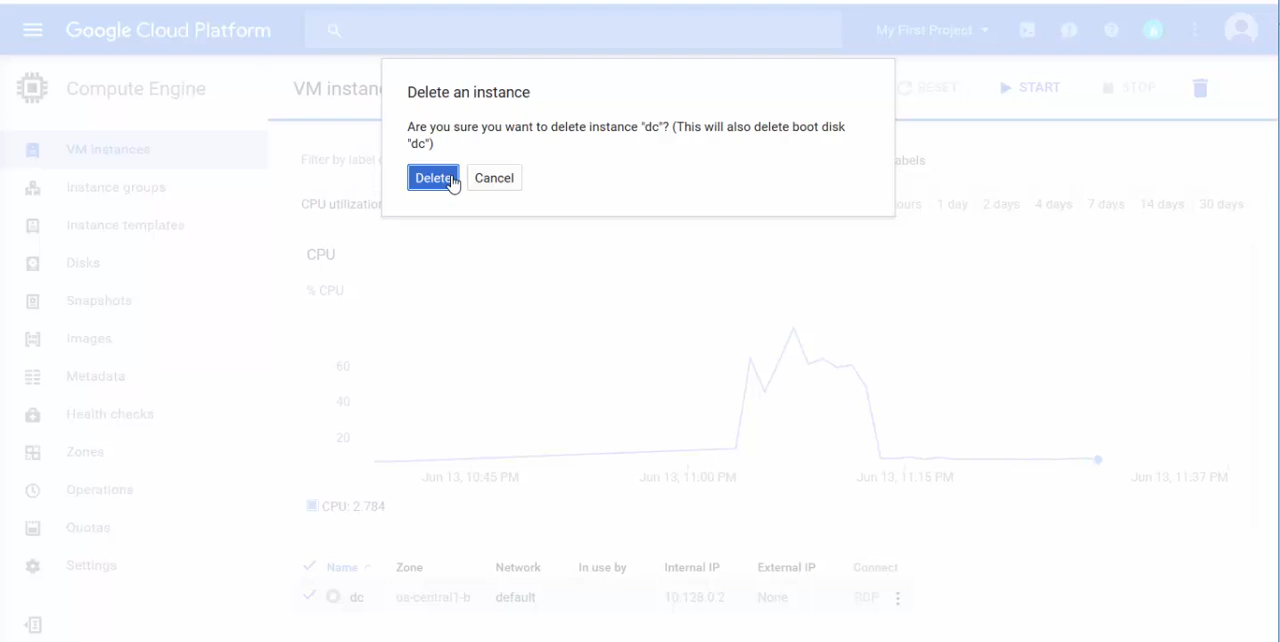 Google Cloud Platform
My First Project
Compute Engine
VM instan
RESET
START
STOP
Delete an instance
Are you sure you want to delete instance "dc"? (This will also delete boot disk
"dc")
Delete
Cancel
VM instances
Instance groups
Instance templates
Disks
Snapshots
Images
Metadata
Health checks
Zones
Operations
Quotas
Settings
Filter by label
abels
CPU utilization
ours 1 day 2 days 4 days 7 days 14 days 30 days
CPU
% CPU
60
40
20
Jun 13, 10:45 PM Jun 13, 11:00 PM Jun 13, 11:15 PM Jun 13, 11:37 PM
CPU: 2.784
Name Zone Network In use by Internal IP External IP Connect
dc us-central1-b default 10.128.0.2 None RDP